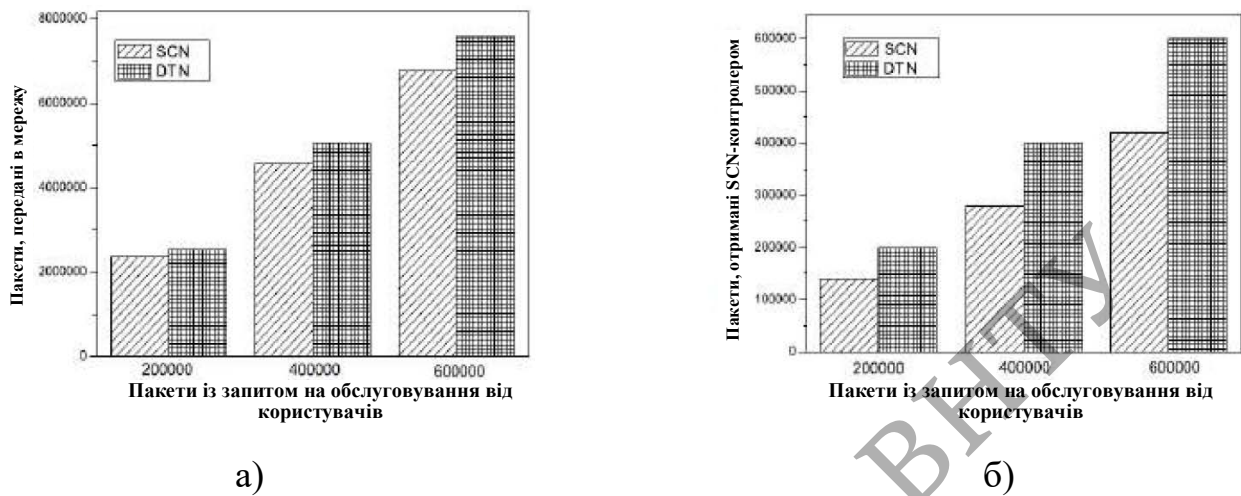 Пакети, передані в мережу
8000000
6000000
4000000
2000000
0
SCN
DTN
200000
400000
600000
Пакети із запитом на обслуговування від
користувачів
а)
Пакети, отримані SCN-контролером
600000
500000
400000
300000
200000
100000
0
SCN
DTN
200000
400000
600000
Пакети із запитом на обслуговування від
користувачів
б)
ВНТУ